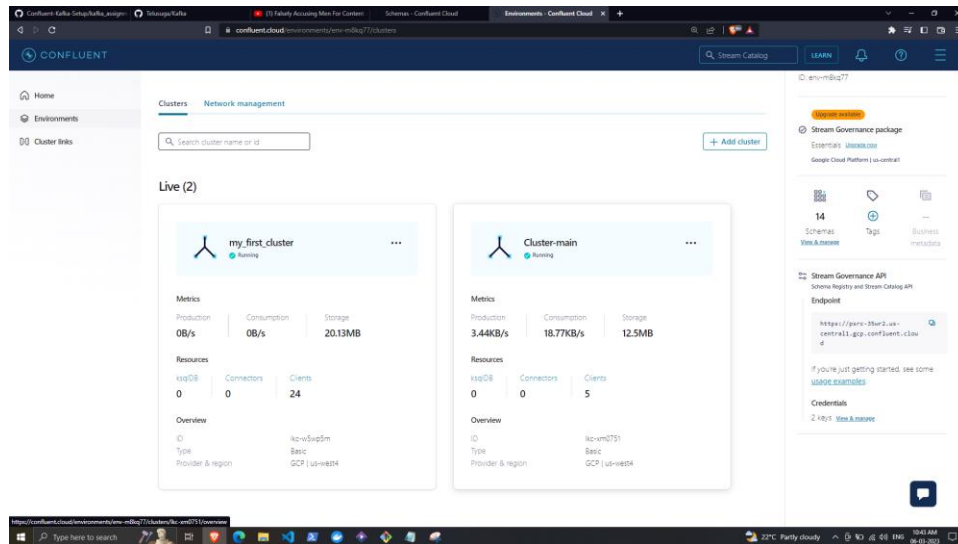 Confluent-Kafka-Setup/kafka_assign
Telusuga/Kafka
(1) Falsely Accusing Men For Content
Schemas - Confluent Cloud
Environments - Confluent Cloud
confluent.cloud/environments/env-m8kq77/clusters
CONFLUENT
Stream Catalog
LEARN
Home
Environments
Cluster links
Clusters
Network management
Search cluster name or id
+ Add cluster
Live (2)
my_first_cluster
Running
Metrics
Production
Consumption
Storage
0B/s
0B/s
20.13MB
Resources
ksqlDB
Connectors
Clients
0
0
24
Overview
ID
lkc-w5wp5m
Type
Basic
Provider & region
GCP | us-west4
Cluster-main
Running
Metrics
Production
Consumption
Storage
3.44KB/s
18.77KB/s
12.5MB
Resources
ksqlDB
Connectors
Clients
0
0
5
Overview
ID
lkc-xm0751
Type
Basic
Provider & region
GCP | us-west4
ID: env-m8kq77
Upgrade available
Stream Governance package
Essentials Upgrade now
Google Cloud Platform | us-central1
14
Schemas
View & manage
Tags
--
Business
metadata
Stream Governance API
Schema Registry and Stream Catalog API
Endpoint
https://psrc-35wr2.us-
central1.gcp.confluent.clou
d
If you're just getting started, see some
usage examples.
Credentials
2 keys View & manage
https://confluent.cloud/environments/env-m8kq77/clusters/lkc-xm0751/overview
Type here to search
22°C Partly cloudy
ENG
10:43 AM
06-03-2023